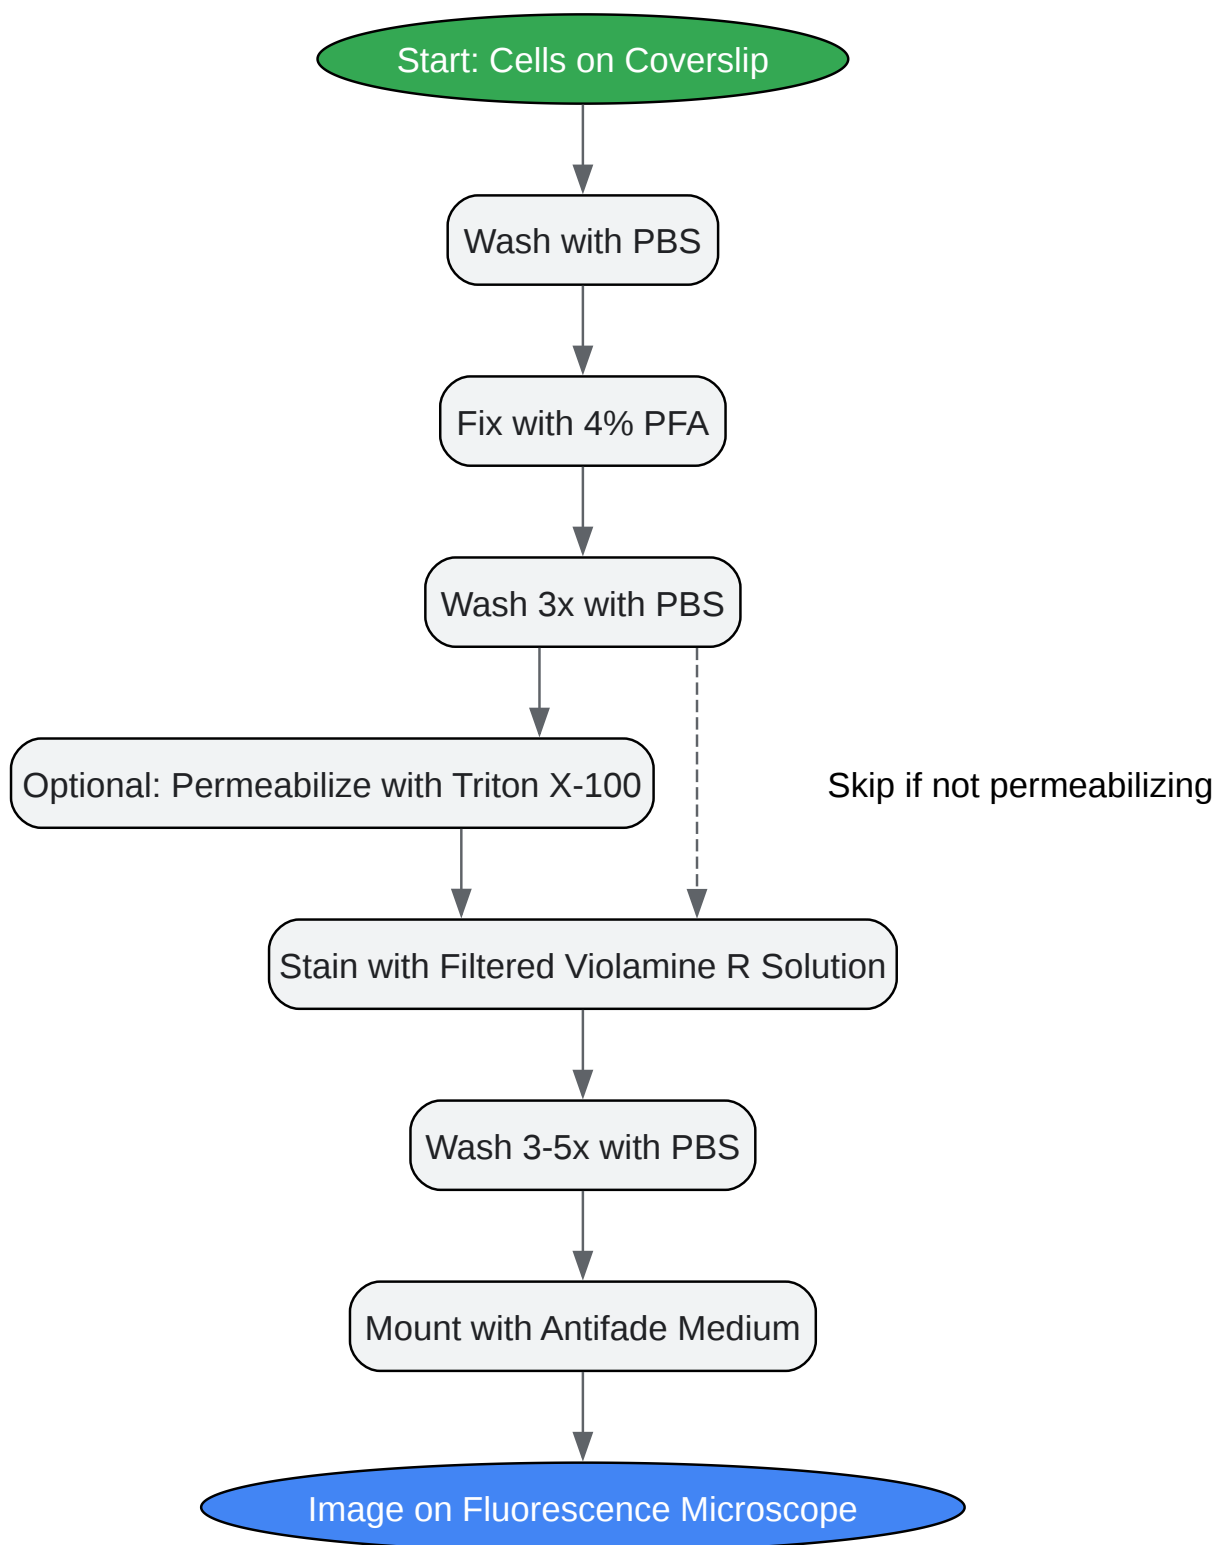 Start: Cells on Coverslip
Wash with PBS
Fix with 4% PFA
Wash 3x with PBS
Optional: Permeabilize with Triton X-100
Skip if not permeabilizing
Stain with Filtered Violamine R Solution
Wash 3-5x with PBS
Mount with Antifade Medium
Image on Fluorescence Microscope